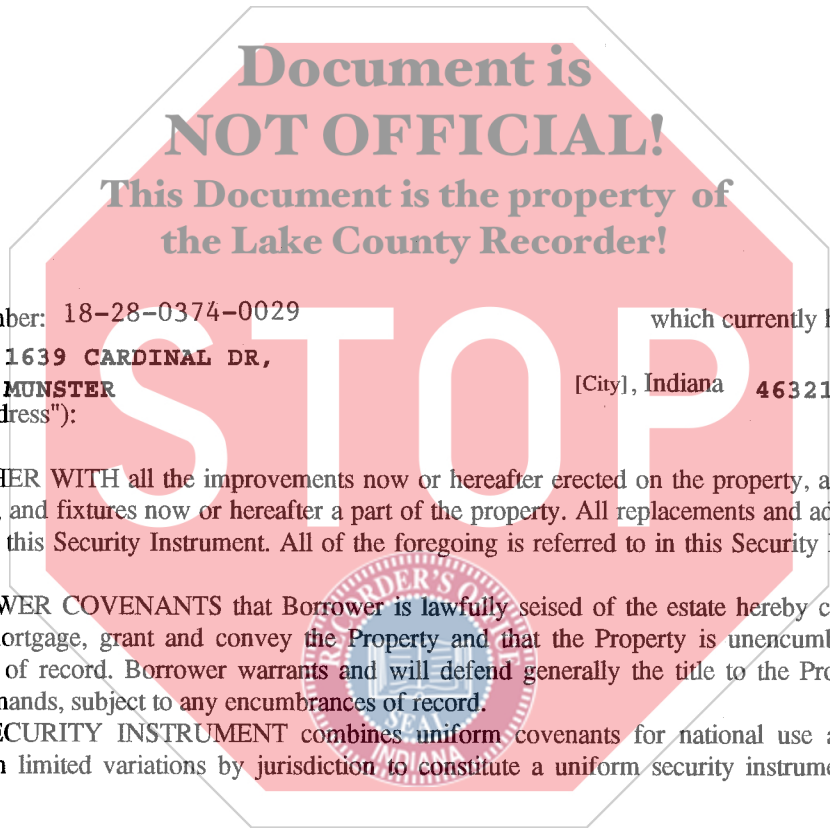 Document is
NOT OFFICIAL!
This Document is the property of
the Lake County Recorder!
nber: 18-28-0374-0029 which currently h
1639 CARDINAL DR,
MUNSTER [City], Indiana 46321
dress"):
STOP
HER WITH all the improvements now or hereafter erected on the property, a
, and fixtures now or hereafter a part of the property. All replacements and ad
this Security Instrument. All of the foregoing is referred to in this Security
WER COVENANTS that Borrower is lawfully seised of the estate hereby c
ortgage, grant and convey the Property and that the Property is unencumb
of record. Borrower warrants and will defend generally the title to the Pro
nands, subject to any encumbrances of record.
ECURITY INSTRUMENT combines uniform covenants for national use a
limited variations by jurisdiction to constitute a uniform security instrume
RECORDER'S OFFICE
SEAL
INDIANA